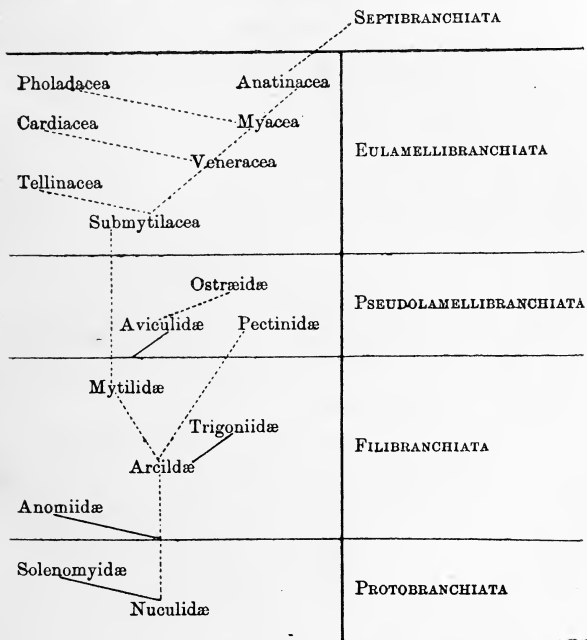 SEPTIBRANCHIATA
Pholadacea
Anatinacea
Cardiacea
Myacea
EULAMELLIBRANCHIATA
Veneracea
Tellinacea
Submytilacea
Ostræidæ
PSEUDOLAMELLIBRANCHIATA
Aviculidæ
Pectinidæ
Mytilidæ
Trigoniidæ
FILIBRANCHIATA
Arcildæ
Anomiidæ
Solenomyidæ
PROTOBRANCHIATA
Nuculidæ